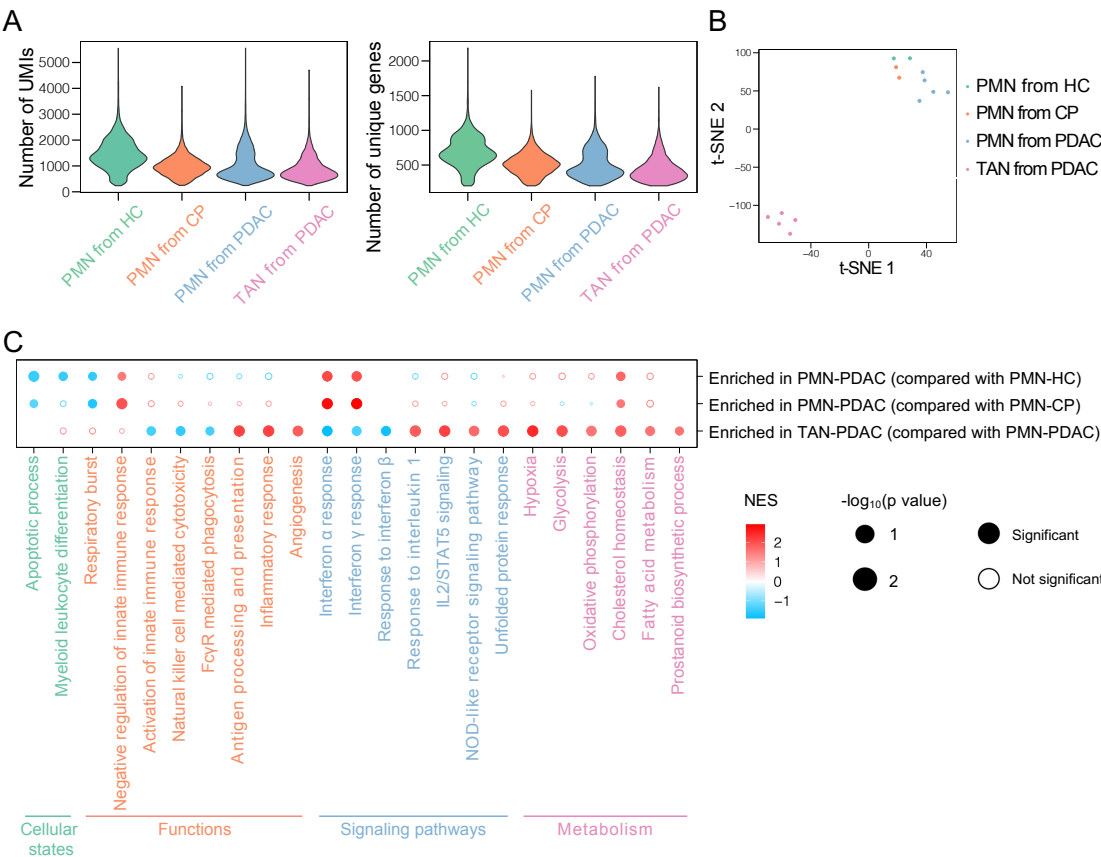 A
Number of UMIs
5000
4000
3000
2000
1000
0
PMN from HC
PMN from CP
PMN from PDAC
TAN from PDAC
Number of unique genes
2000
1500
1000
500
PMN from HC
PMN from CP
PMN from PDAC
TAN from PDAC
B
t-SNE 2
100
50
0
−50
−100
−40
0
40
t-SNE 1
PMN from HC
PMN from CP
PMN from PDAC
TAN from PDAC
C
Enriched in PMN-PDAC (compared with PMN-HC)
Enriched in PMN-PDAC (compared with PMN-CP)
Enriched in TAN-PDAC (compared with PMN-PDAC)
Apoptotic process
Myeloid leukocyte differentiation
Respiratory burst
Negative regulation of innate immune response
Activation of innate immune response
Natural killer cell mediated cytotoxicity
FcγR mediated phagocytosis
Antigen processing and presentation
Inflammatory response
Angiogenesis
Interferon α response
Interferon γ response
Response to interferon β
Response to interleukin 1
IL2/STAT5 signaling
NOD-like receptor signaling pathway
Unfolded protein response
Hypoxia
Glycolysis
Oxidative phosphorylation
Cholesterol homeostasis
Fatty acid metabolism
Prostanoid biosynthetic process
Cellular
states
Functions
Signaling pathways
Metabolism
NES
2
1
0
−1
-log₁₀(p value)
1
2
Significant
Not significant